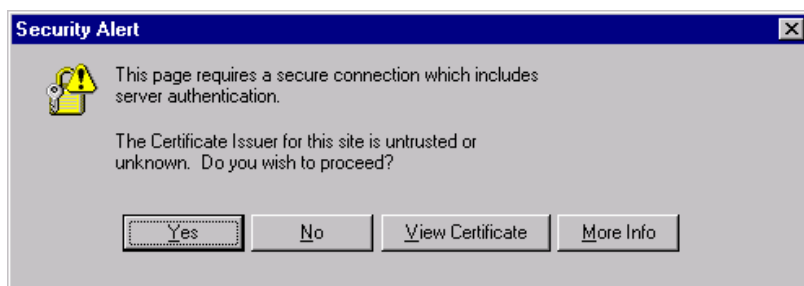 Security Alert
This page requires a secure connection which includes
server authentication.
The Certificate Issuer for this site is untrusted or
unknown. Do you wish to proceed?
Yes No View Certificate More Info